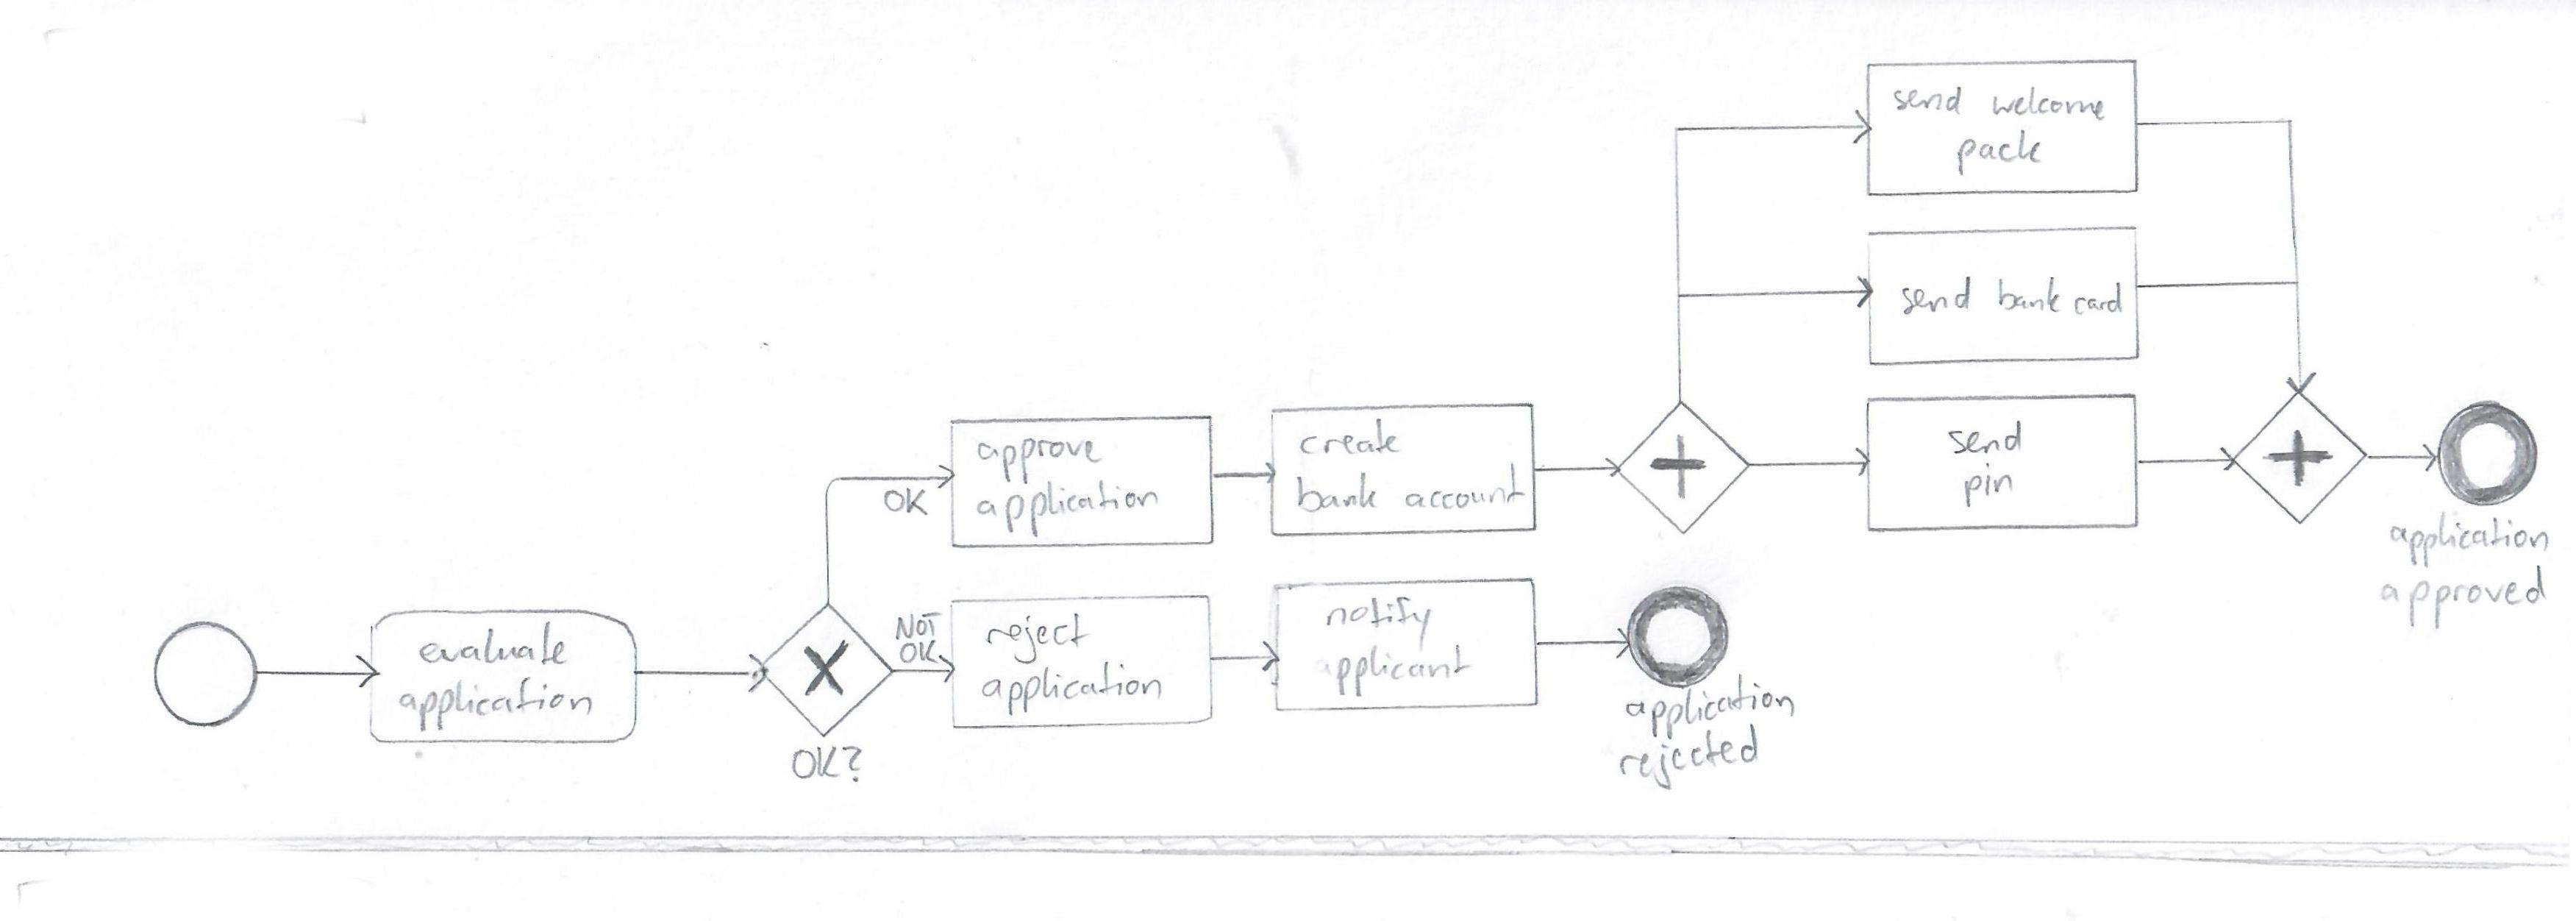 send welcome
pack
send bank card
send
pin
approve
application
create
bank account
OK
application
approved
evaluate
application
NOT
OK
reject
application
notify
applicant
OK?
application
rejected